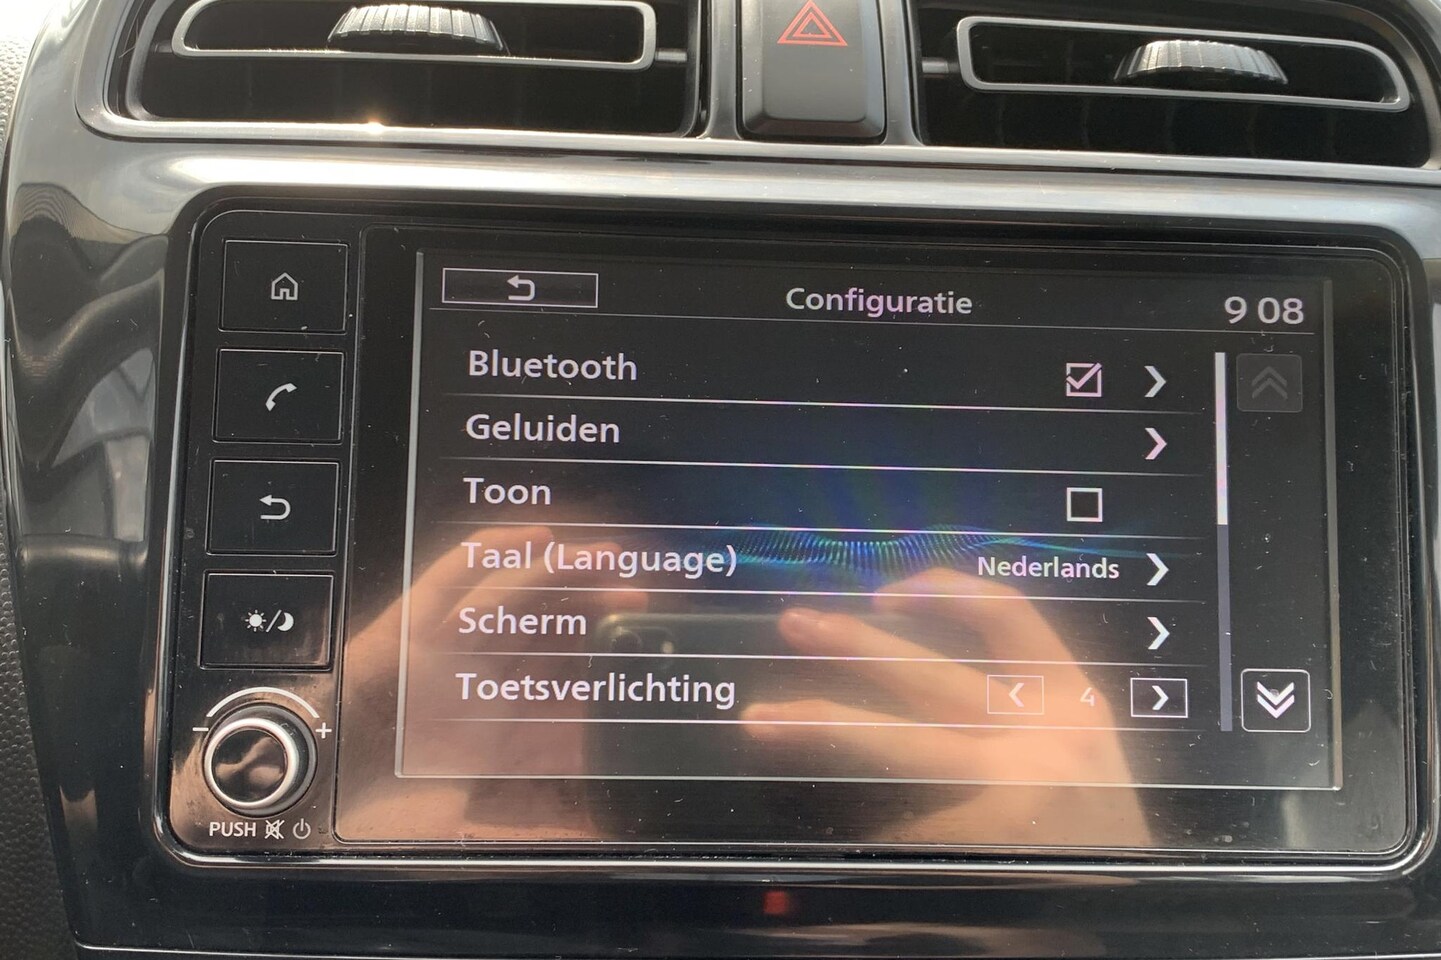 Configuratie
9 08
Bluetooth
Geluiden
Toon
Taal (Language) Nederlands
Scherm
Toetsverlichting 4
- +
PUSH